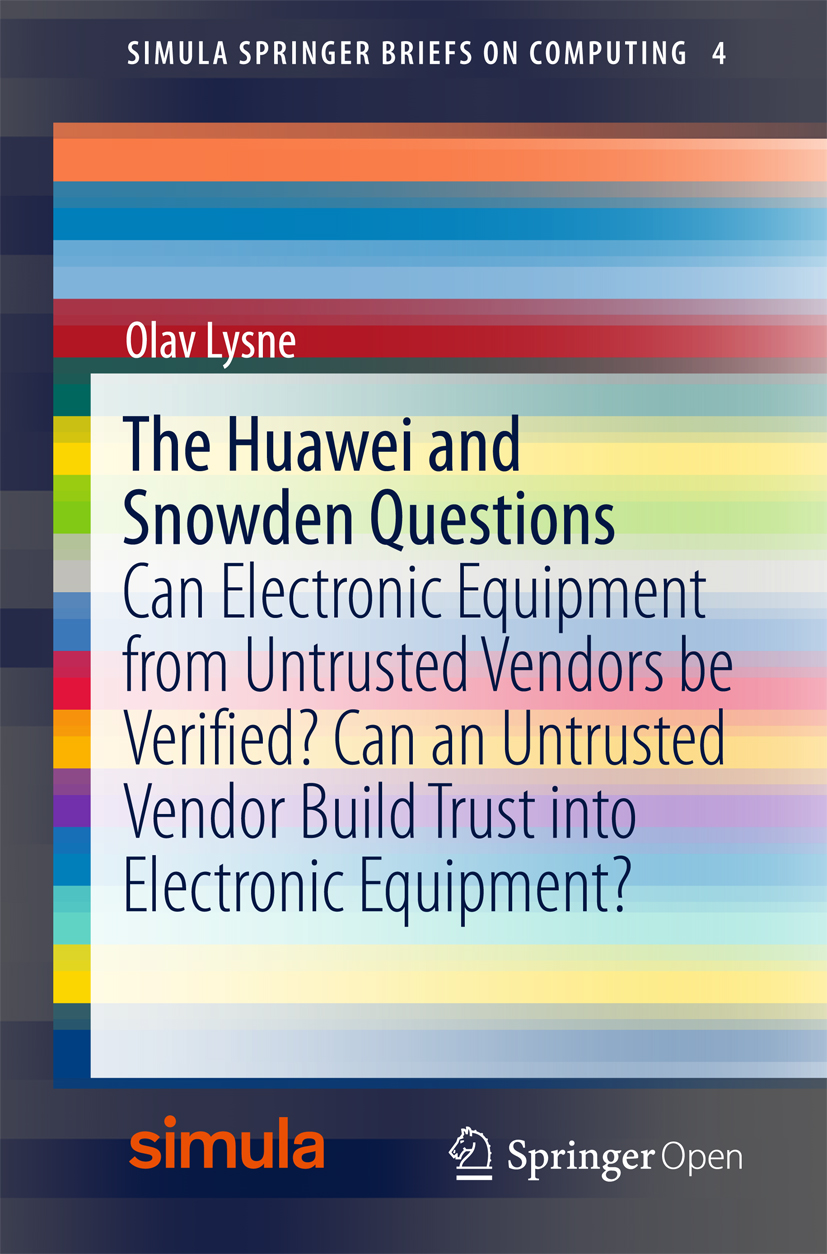 SIMULA SPRINGER BRIEFS ON COMPUTING 4
Olav Lysne
The Huawei and
Snowden Questions
Can Electronic Equipment
from Untrusted Vendors be
Verified? Can an Untrusted
Vendor Build Trust into
Electronic Equipment?
simula
Springer Open